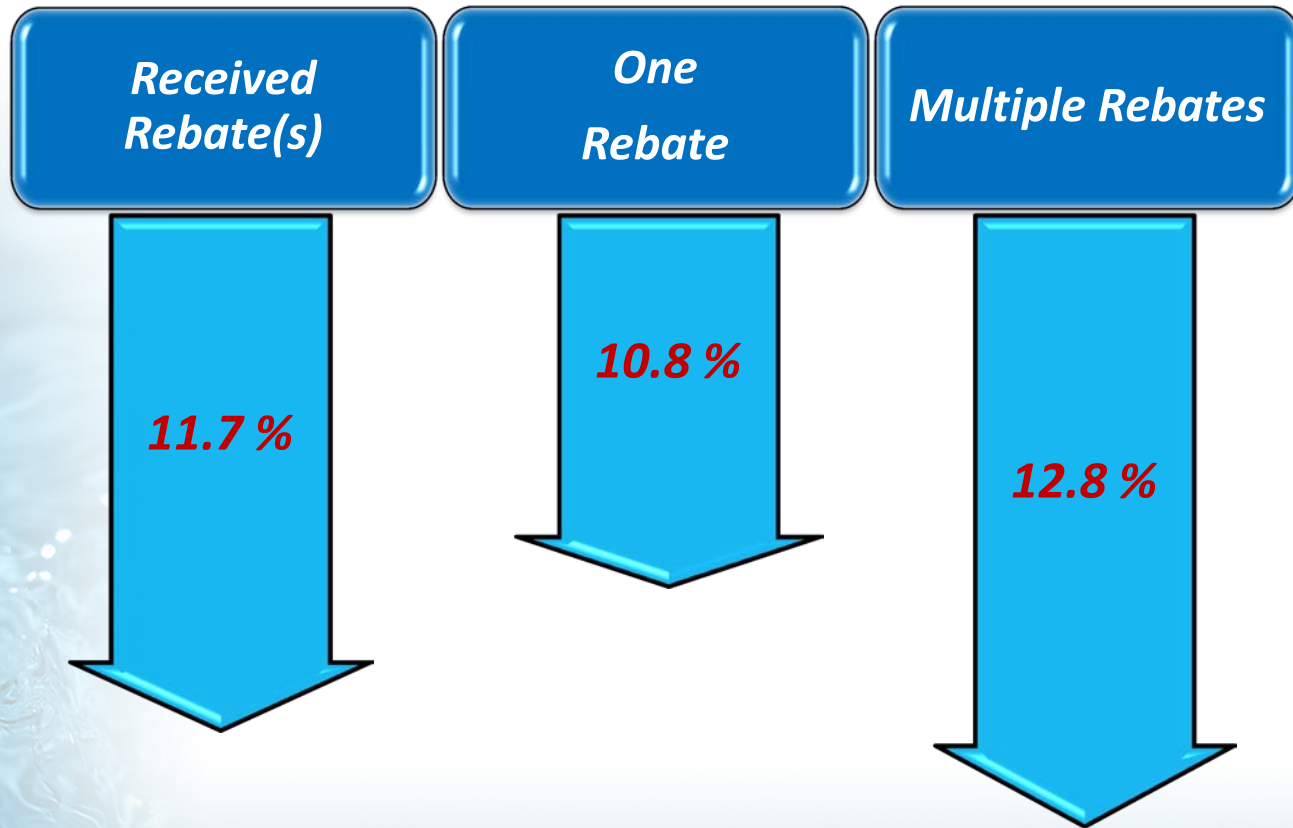 Received
Rebate(s)
One
Rebate
Multiple Rebates
11.7 %
10.8 %
12.8 %